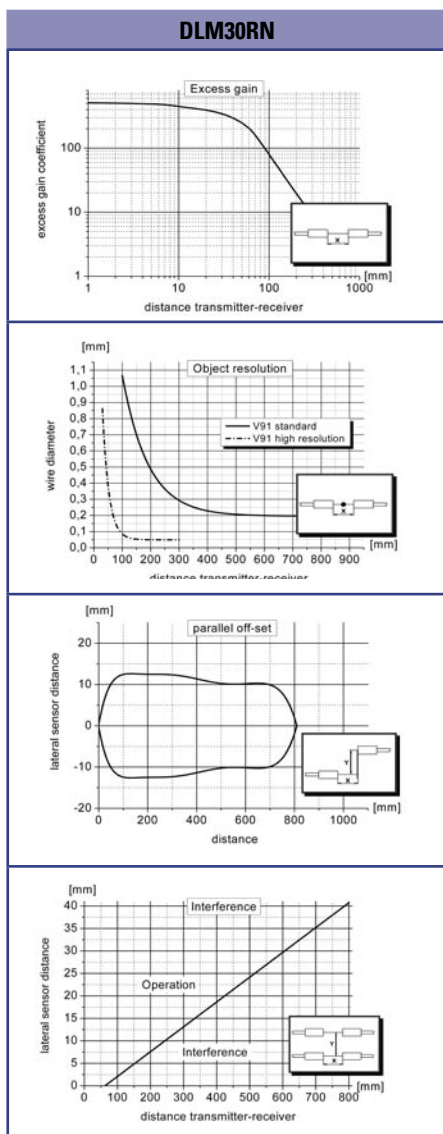 DLM30RN
Excess gain
excess gain coefficient
100
10
1
1 10 100 1000
[mm]
X
distance transmitter-receiver
[mm]
Object resolution
1,1
1,0
0,9
0,8
0,7
0,6
0,5
0,4
0,3
0,2
0,1
0,0
wire diameter
V91 standard
V91 high resolution
X
0 100 200 300 400 500 600 700 800 900
[mm]
distance transmitter-receiver
[mm]
parallel off-set
20
10
0
-10
-20
lateral sensor distance
Y
X
0 200 400 600 800 1000
[mm]
distance
[mm]
Interference
40
35
30
25
20
15
10
5
0
lateral sensor distance
Operation
Interference
Y
X
0 100 200 300 400 500 600 700 800
distance transmitter-receiver